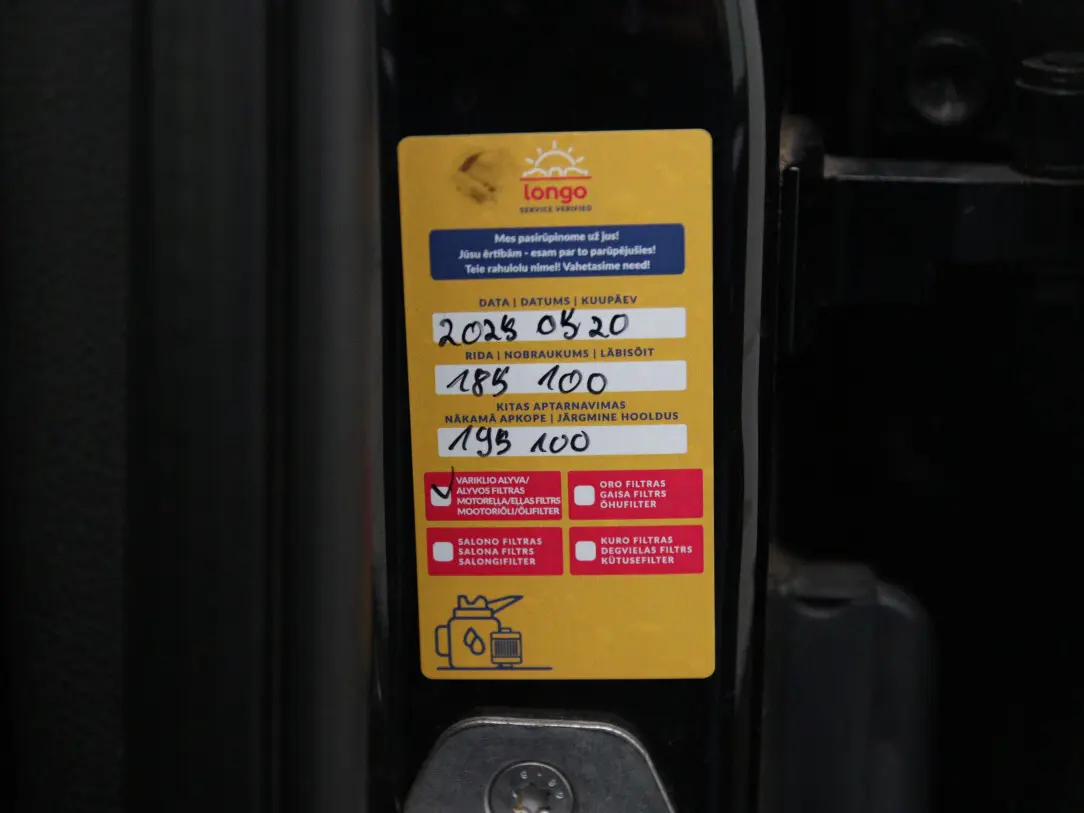 longo
SERVICE VERIFIED
Mes pasirūpinome už jus!
Jūsu ērtībām - esam par to parūpējušies!
Teie rahulolu nimel! Vahetasime need!
DATA | DATUMS | KUUPÄEV
2025 05 20
RIDA | NOBRAUKUMS | LÄBISÕIT
185 100
KITAS APTARNAVIMAS
NĀKAMĀ APKOPE | JÄRGMINE HOOLDUS
195 100
VARIKLIO ALYVA/
ALYVOS FILTRAS
MOTOREĻĻA/EĻĻAS FILTRS
MOOTORIÕLI/ÕLIFILTER
ORO FILTRAS
GAISA FILTRS
ÕHUFILTER
SALONO FILTRAS
SALONA FILTRS
SALONGIFILTER
KURO FILTRAS
DEGVIELAS FILTRS
KÜTUSEFILTER